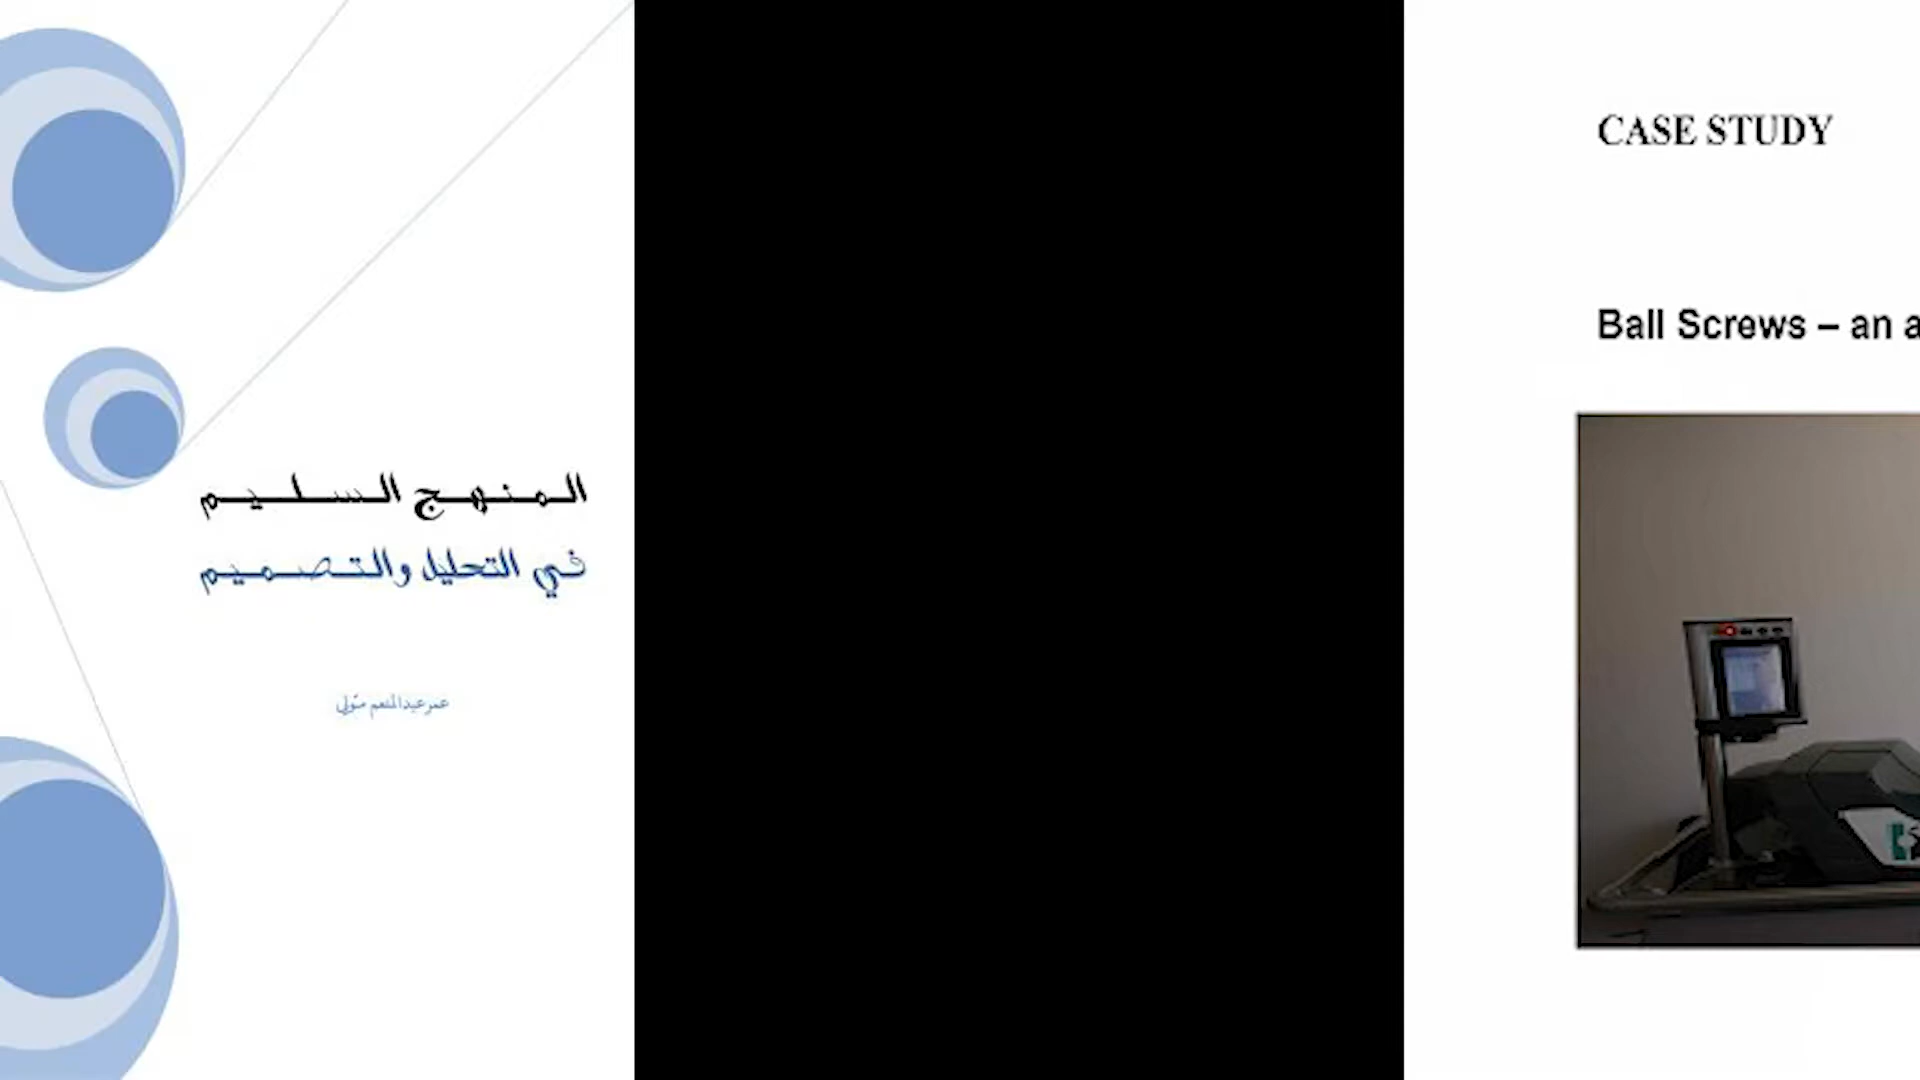 المنهج السليم
في التحليل والتصميم
عمر عبدالمنعم متولي
CASE STUDY
Ball Screws – an a